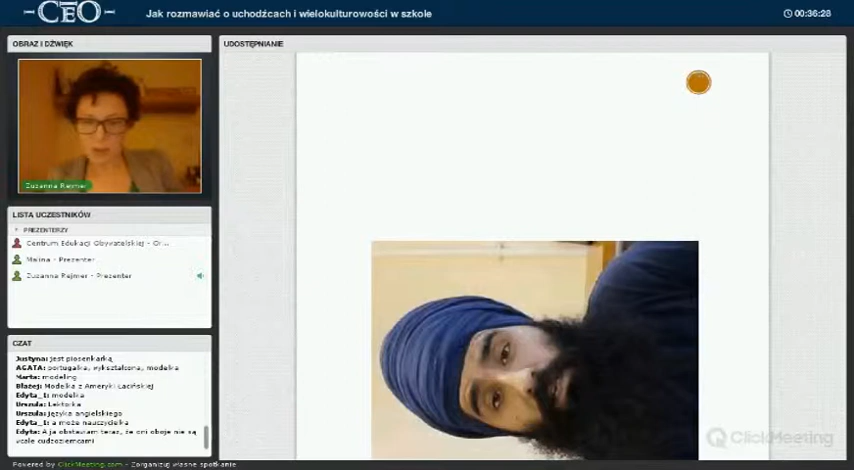 CEO
Jak rozmawiać o uchodźcach i wielokulturowości w szkole
00:36:28
OBRAZ I DŹWIĘK
UDOSTĘPNIANIE
Zuzanna Rejmer
LISTA UCZESTNIKÓW
PREZENTERZY
Centrum Edukacji Obywatelskiej - Or...
Malina - Prezenter
Zuzanna Rejmer - Prezenter
CZAT
Justyna: jest piosenkarką
AGATA: portugalka, wykształcona, modelka
Marta: modeling
Błażej: Modelka z Ameryki Łacińskiej
Edyta_1: modelka
Urszula: Lektorka
Urszula: języka angielskiego
Edyta_1: a może nauczycielka
Edyta: A ja obstawiam teraz, że oni oboje nie są
wcale cudzoziemcami
ClickMeeting
Powered by ClickMeeting.com - Zorganizuj własne spotkanie